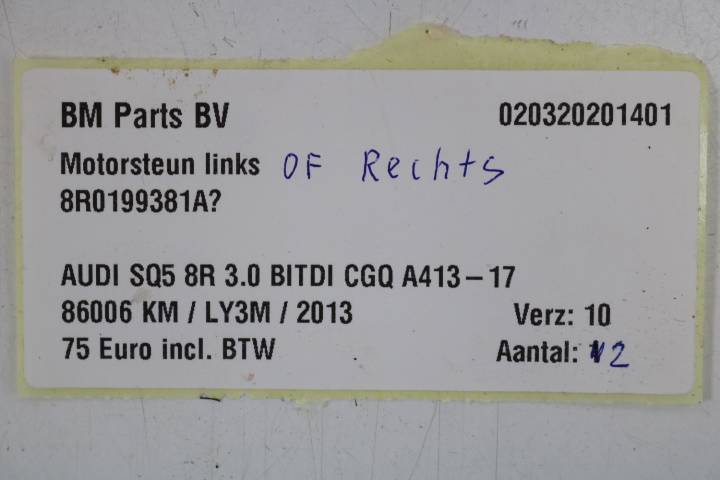 BM Parts BV 020320201401
Motorsteun links OF Rechts
8R0199381A?
AUDI SQ5 8R 3.0 BITDI CGQ A413-17
86006 KM / LY3M / 2013 Verz: 10
75 Euro incl. BTW Aantal: 2